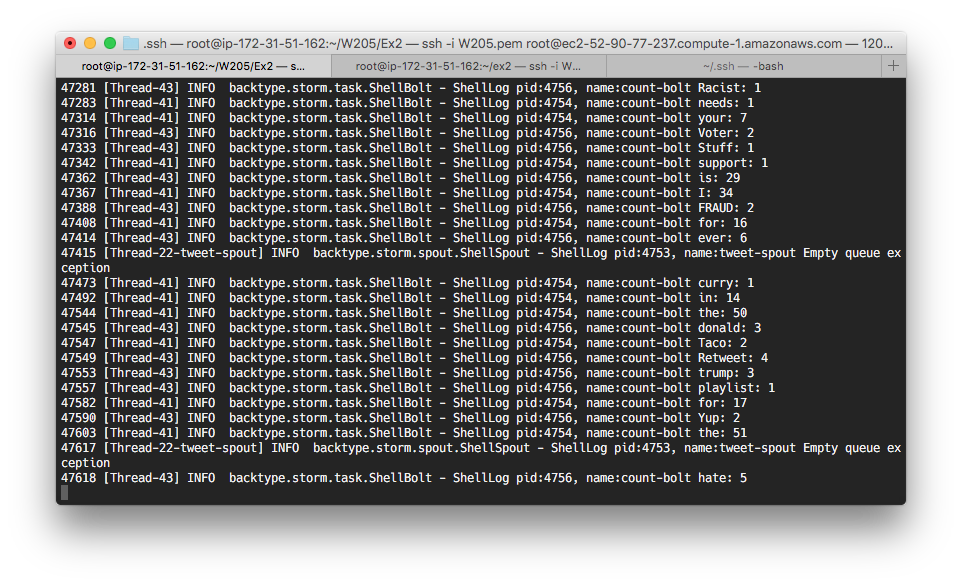 .ssh — root@ip-172-31-51-162:~/W205/Ex2 — ssh -i W205.pem root@ec2-52-90-77-237.compute-1.amazonaws.com — 120...
root@ip-172-31-51-162:~/W205/Ex2 — s... root@ip-172-31-51-162:~/ex2 — ssh -i W... ~/.ssh — -bash +
47281 [Thread-43] INFO  backtype.storm.task.ShellBolt - ShellLog pid:4756, name:count-bolt Racist: 1
47283 [Thread-41] INFO  backtype.storm.task.ShellBolt - ShellLog pid:4754, name:count-bolt needs: 1
47314 [Thread-41] INFO  backtype.storm.task.ShellBolt - ShellLog pid:4754, name:count-bolt your: 7
47316 [Thread-43] INFO  backtype.storm.task.ShellBolt - ShellLog pid:4756, name:count-bolt Voter: 2
47333 [Thread-43] INFO  backtype.storm.task.ShellBolt - ShellLog pid:4756, name:count-bolt Stuff: 1
47342 [Thread-41] INFO  backtype.storm.task.ShellBolt - ShellLog pid:4754, name:count-bolt support: 1
47362 [Thread-43] INFO  backtype.storm.task.ShellBolt - ShellLog pid:4756, name:count-bolt is: 29
47367 [Thread-41] INFO  backtype.storm.task.ShellBolt - ShellLog pid:4754, name:count-bolt I: 34
47388 [Thread-43] INFO  backtype.storm.task.ShellBolt - ShellLog pid:4756, name:count-bolt FRAUD: 2
47408 [Thread-41] INFO  backtype.storm.task.ShellBolt - ShellLog pid:4754, name:count-bolt for: 16
47414 [Thread-43] INFO  backtype.storm.task.ShellBolt - ShellLog pid:4756, name:count-bolt ever: 6
47415 [Thread-22-tweet-spout] INFO  backtype.storm.spout.ShellSpout - ShellLog pid:4753, name:tweet-spout Empty queue ex
ception
47473 [Thread-41] INFO  backtype.storm.task.ShellBolt - ShellLog pid:4754, name:count-bolt curry: 1
47492 [Thread-41] INFO  backtype.storm.task.ShellBolt - ShellLog pid:4754, name:count-bolt in: 14
47544 [Thread-41] INFO  backtype.storm.task.ShellBolt - ShellLog pid:4754, name:count-bolt the: 50
47545 [Thread-43] INFO  backtype.storm.task.ShellBolt - ShellLog pid:4756, name:count-bolt donald: 3
47547 [Thread-41] INFO  backtype.storm.task.ShellBolt - ShellLog pid:4754, name:count-bolt Taco: 2
47549 [Thread-43] INFO  backtype.storm.task.ShellBolt - ShellLog pid:4756, name:count-bolt Retweet: 4
47553 [Thread-43] INFO  backtype.storm.task.ShellBolt - ShellLog pid:4756, name:count-bolt trump: 3
47557 [Thread-43] INFO  backtype.storm.task.ShellBolt - ShellLog pid:4756, name:count-bolt playlist: 1
47582 [Thread-41] INFO  backtype.storm.task.ShellBolt - ShellLog pid:4754, name:count-bolt for: 17
47590 [Thread-43] INFO  backtype.storm.task.ShellBolt - ShellLog pid:4756, name:count-bolt Yup: 2
47603 [Thread-41] INFO  backtype.storm.task.ShellBolt - ShellLog pid:4754, name:count-bolt the: 51
47617 [Thread-22-tweet-spout] INFO  backtype.storm.spout.ShellSpout - ShellLog pid:4753, name:tweet-spout Empty queue ex
ception
47618 [Thread-43] INFO  backtype.storm.task.ShellBolt - ShellLog pid:4756, name:count-bolt hate: 5